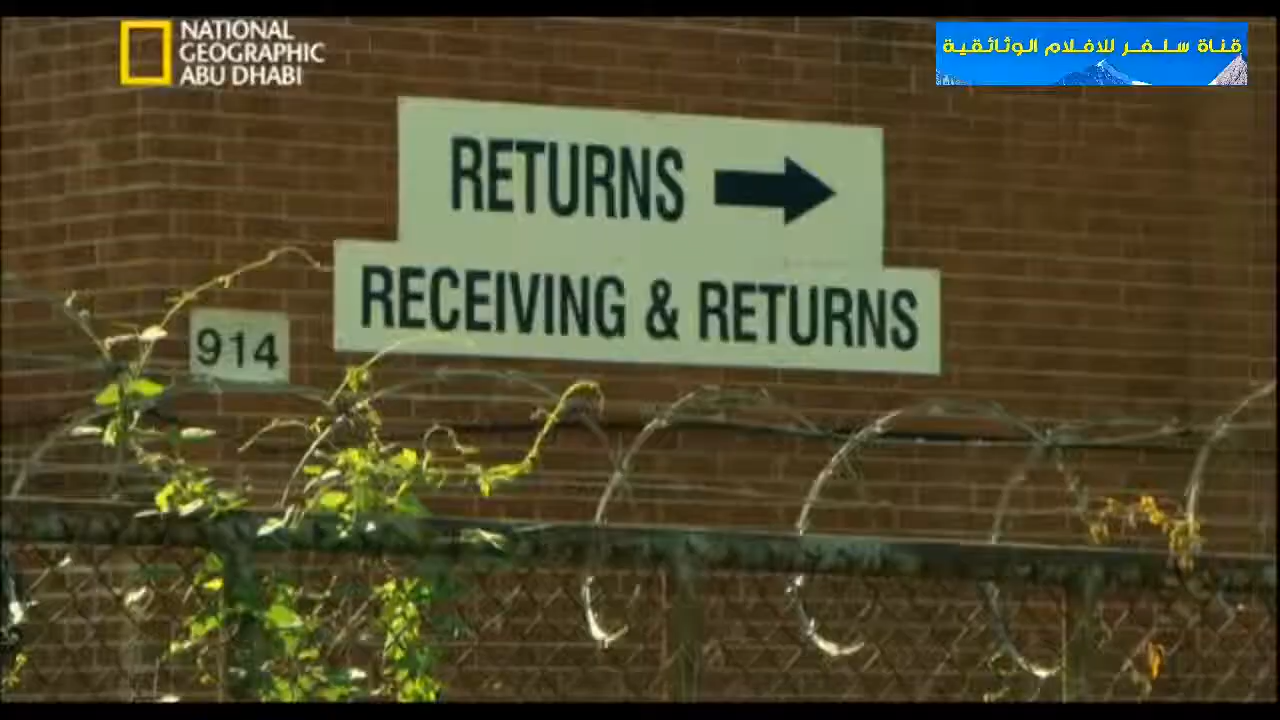 NATIONAL
GEOGRAPHIC
ABU DHABI
قناة سلفر للافلام الوثائقية
RETURNS
RECEIVING & RETURNS
914